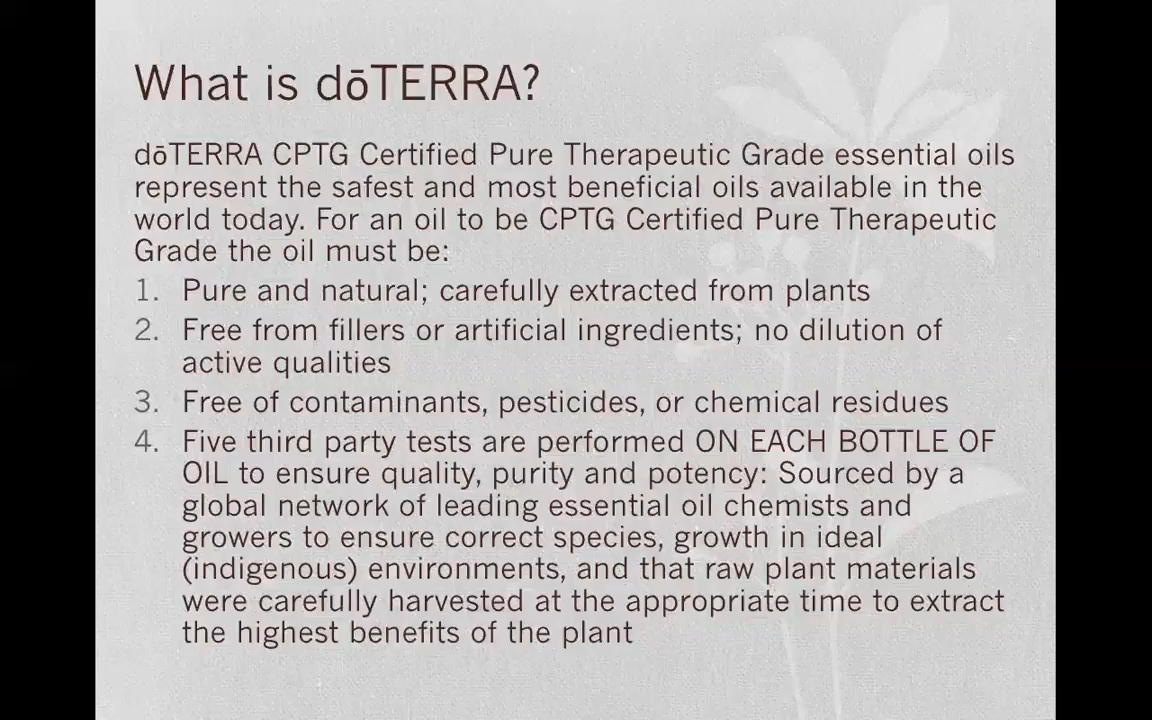 What is dōTERRA?
dōTERRA CPTG Certified Pure Therapeutic Grade essential oils
represent the safest and most beneficial oils available in the
world today. For an oil to be CPTG Certified Pure Therapeutic
Grade the oil must be:
1. Pure and natural; carefully extracted from plants
2. Free from fillers or artificial ingredients; no dilution of
active qualities
3. Free of contaminants, pesticides, or chemical residues
4. Five third party tests are performed ON EACH BOTTLE OF
OIL to ensure quality, purity and potency: Sourced by a
global network of leading essential oil chemists and
growers to ensure correct species, growth in ideal
(indigenous) environments, and that raw plant materials
were carefully harvested at the appropriate time to extract
the highest benefits of the plant